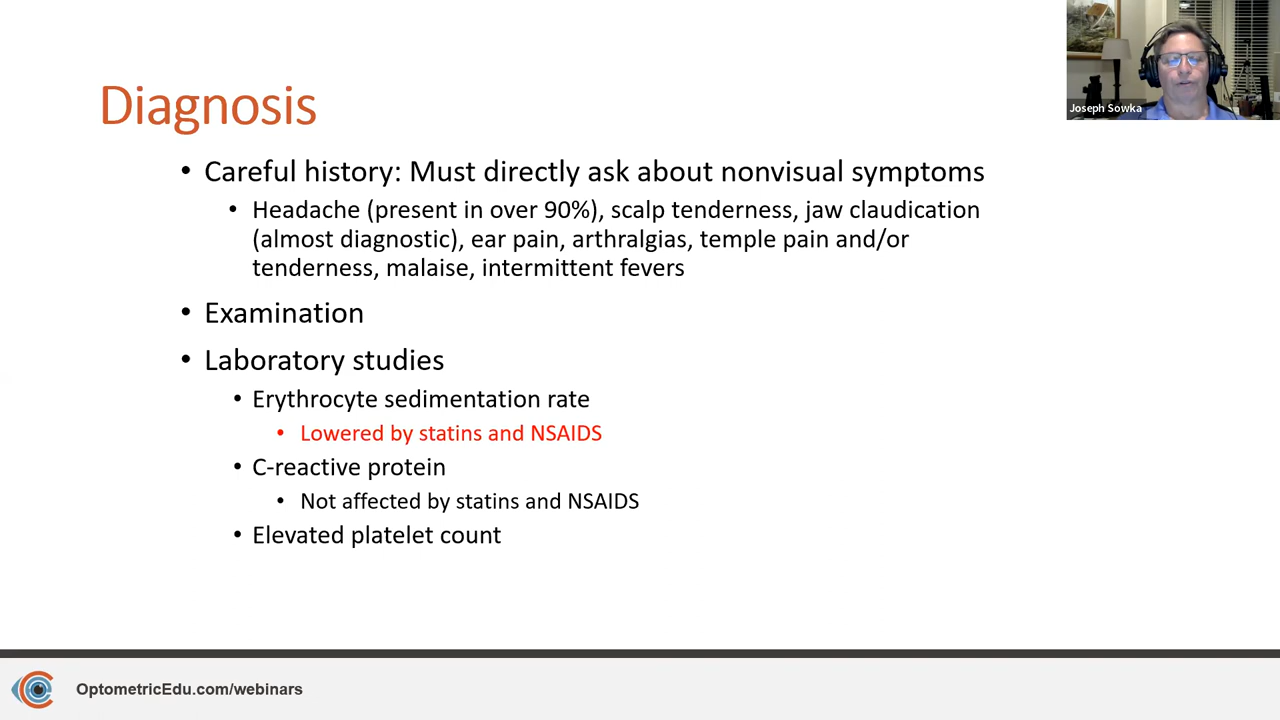 Joseph Sowka
Diagnosis
• Careful history: Must directly ask about nonvisual symptoms
• Headache (present in over 90%), scalp tenderness, jaw claudication
(almost diagnostic), ear pain, arthralgias, temple pain and/or
tenderness, malaise, intermittent fevers
• Examination
• Laboratory studies
• Erythrocyte sedimentation rate
• Lowered by statins and NSAIDS
• C-reactive protein
• Not affected by statins and NSAIDS
• Elevated platelet count
OptometricEdu.com/webinars